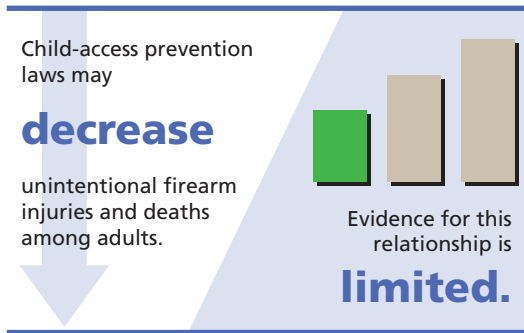 Child-access prevention
laws may
decrease
unintentional firearm
injuries and deaths
among adults.
Evidence for this
relationship is
limited.